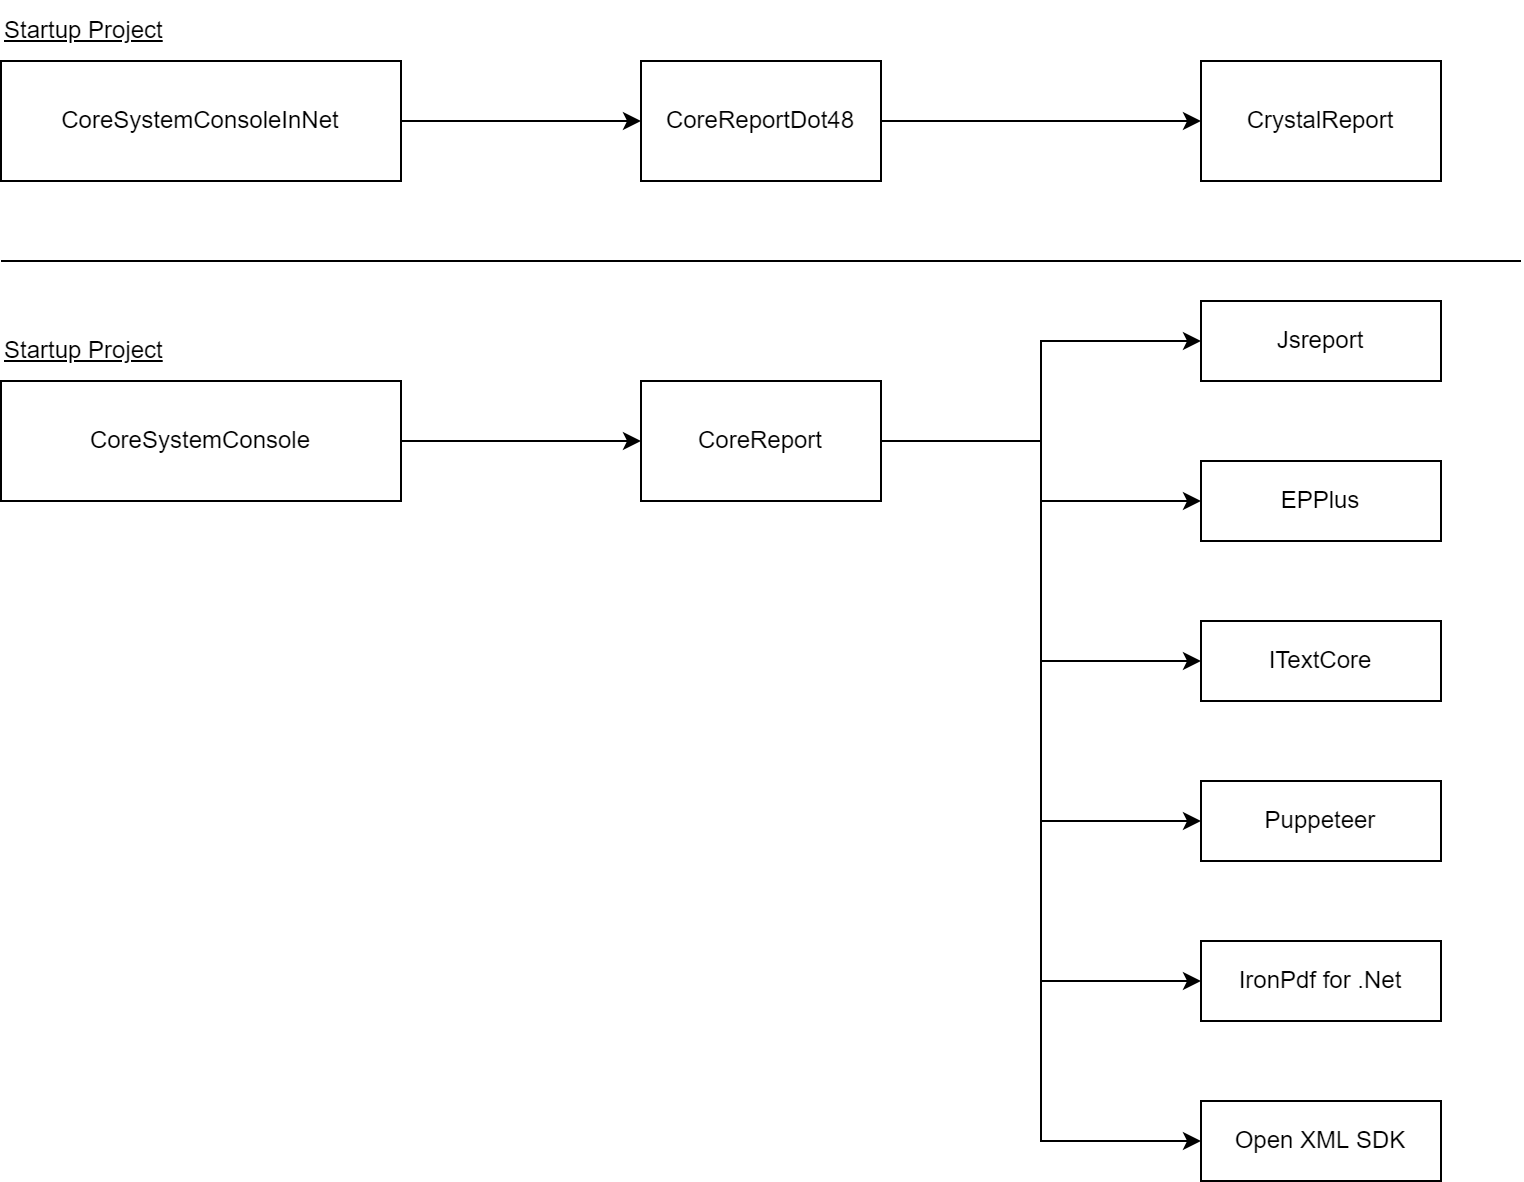 Startup Project
CoreSystemConsoleInNet
CoreReportDot48
CrystalReport
Startup Project
CoreSystemConsole
CoreReport
Jsreport
EPPlus
ITextCore
Puppeteer
IronPdf for .Net
Open XML SDK